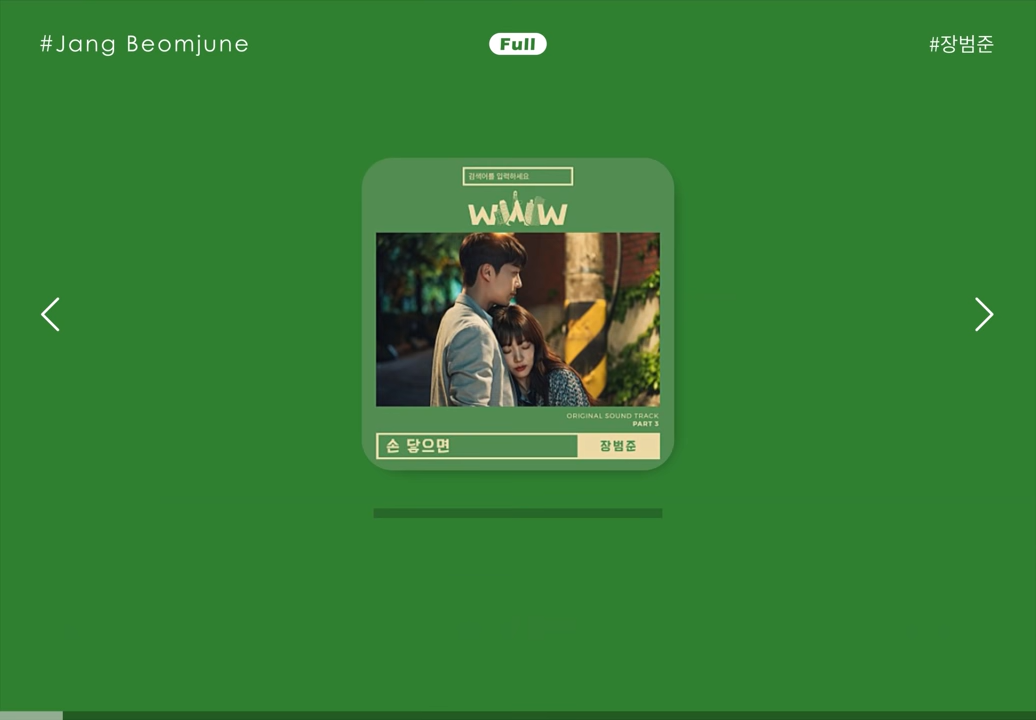 #Jang Beomjune
Full
#장범준
검색어를 입력하세요
WWW
ORIGINAL SOUND TRACK
PART 3
손 닿으면
장범준